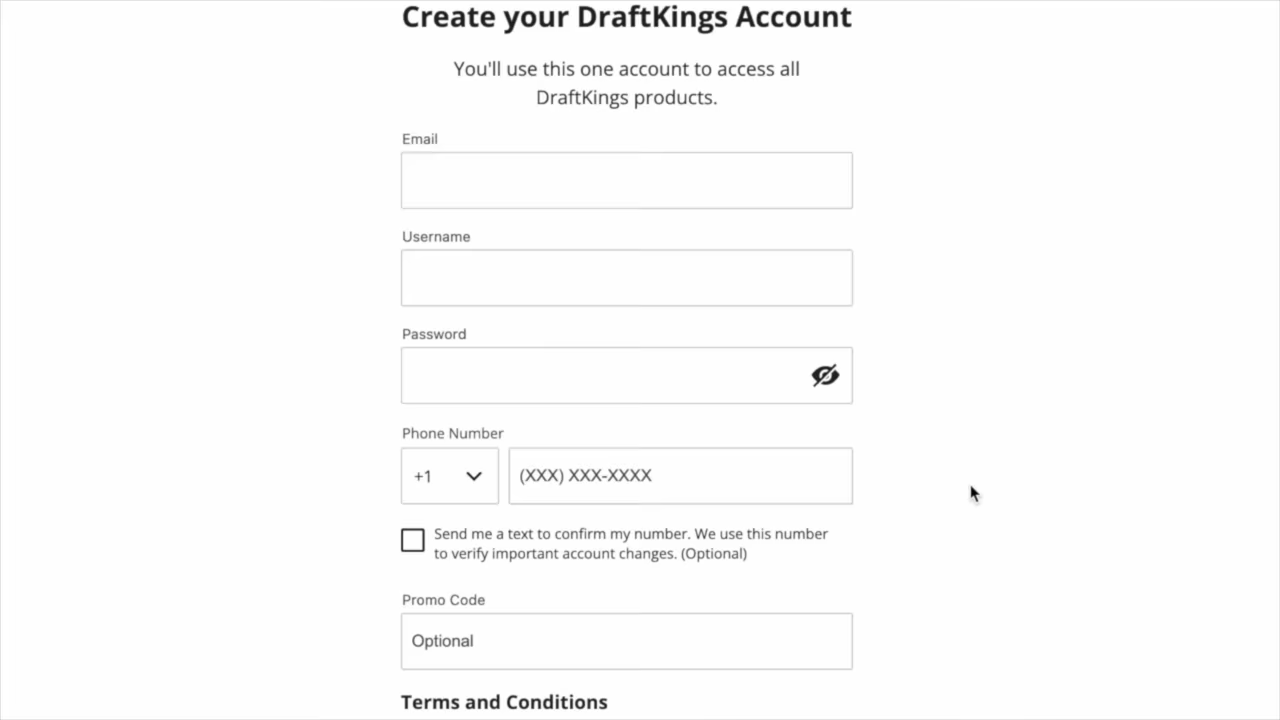 Create your DraftKings Account
You'll use this one account to access all
DraftKings products.
Email
Username
Password
Phone Number
+1
(XXX) XXX-XXXX
Send me a text to confirm my number. We use this number
to verify important account changes. (Optional)
Promo Code
Optional
Terms and Conditions